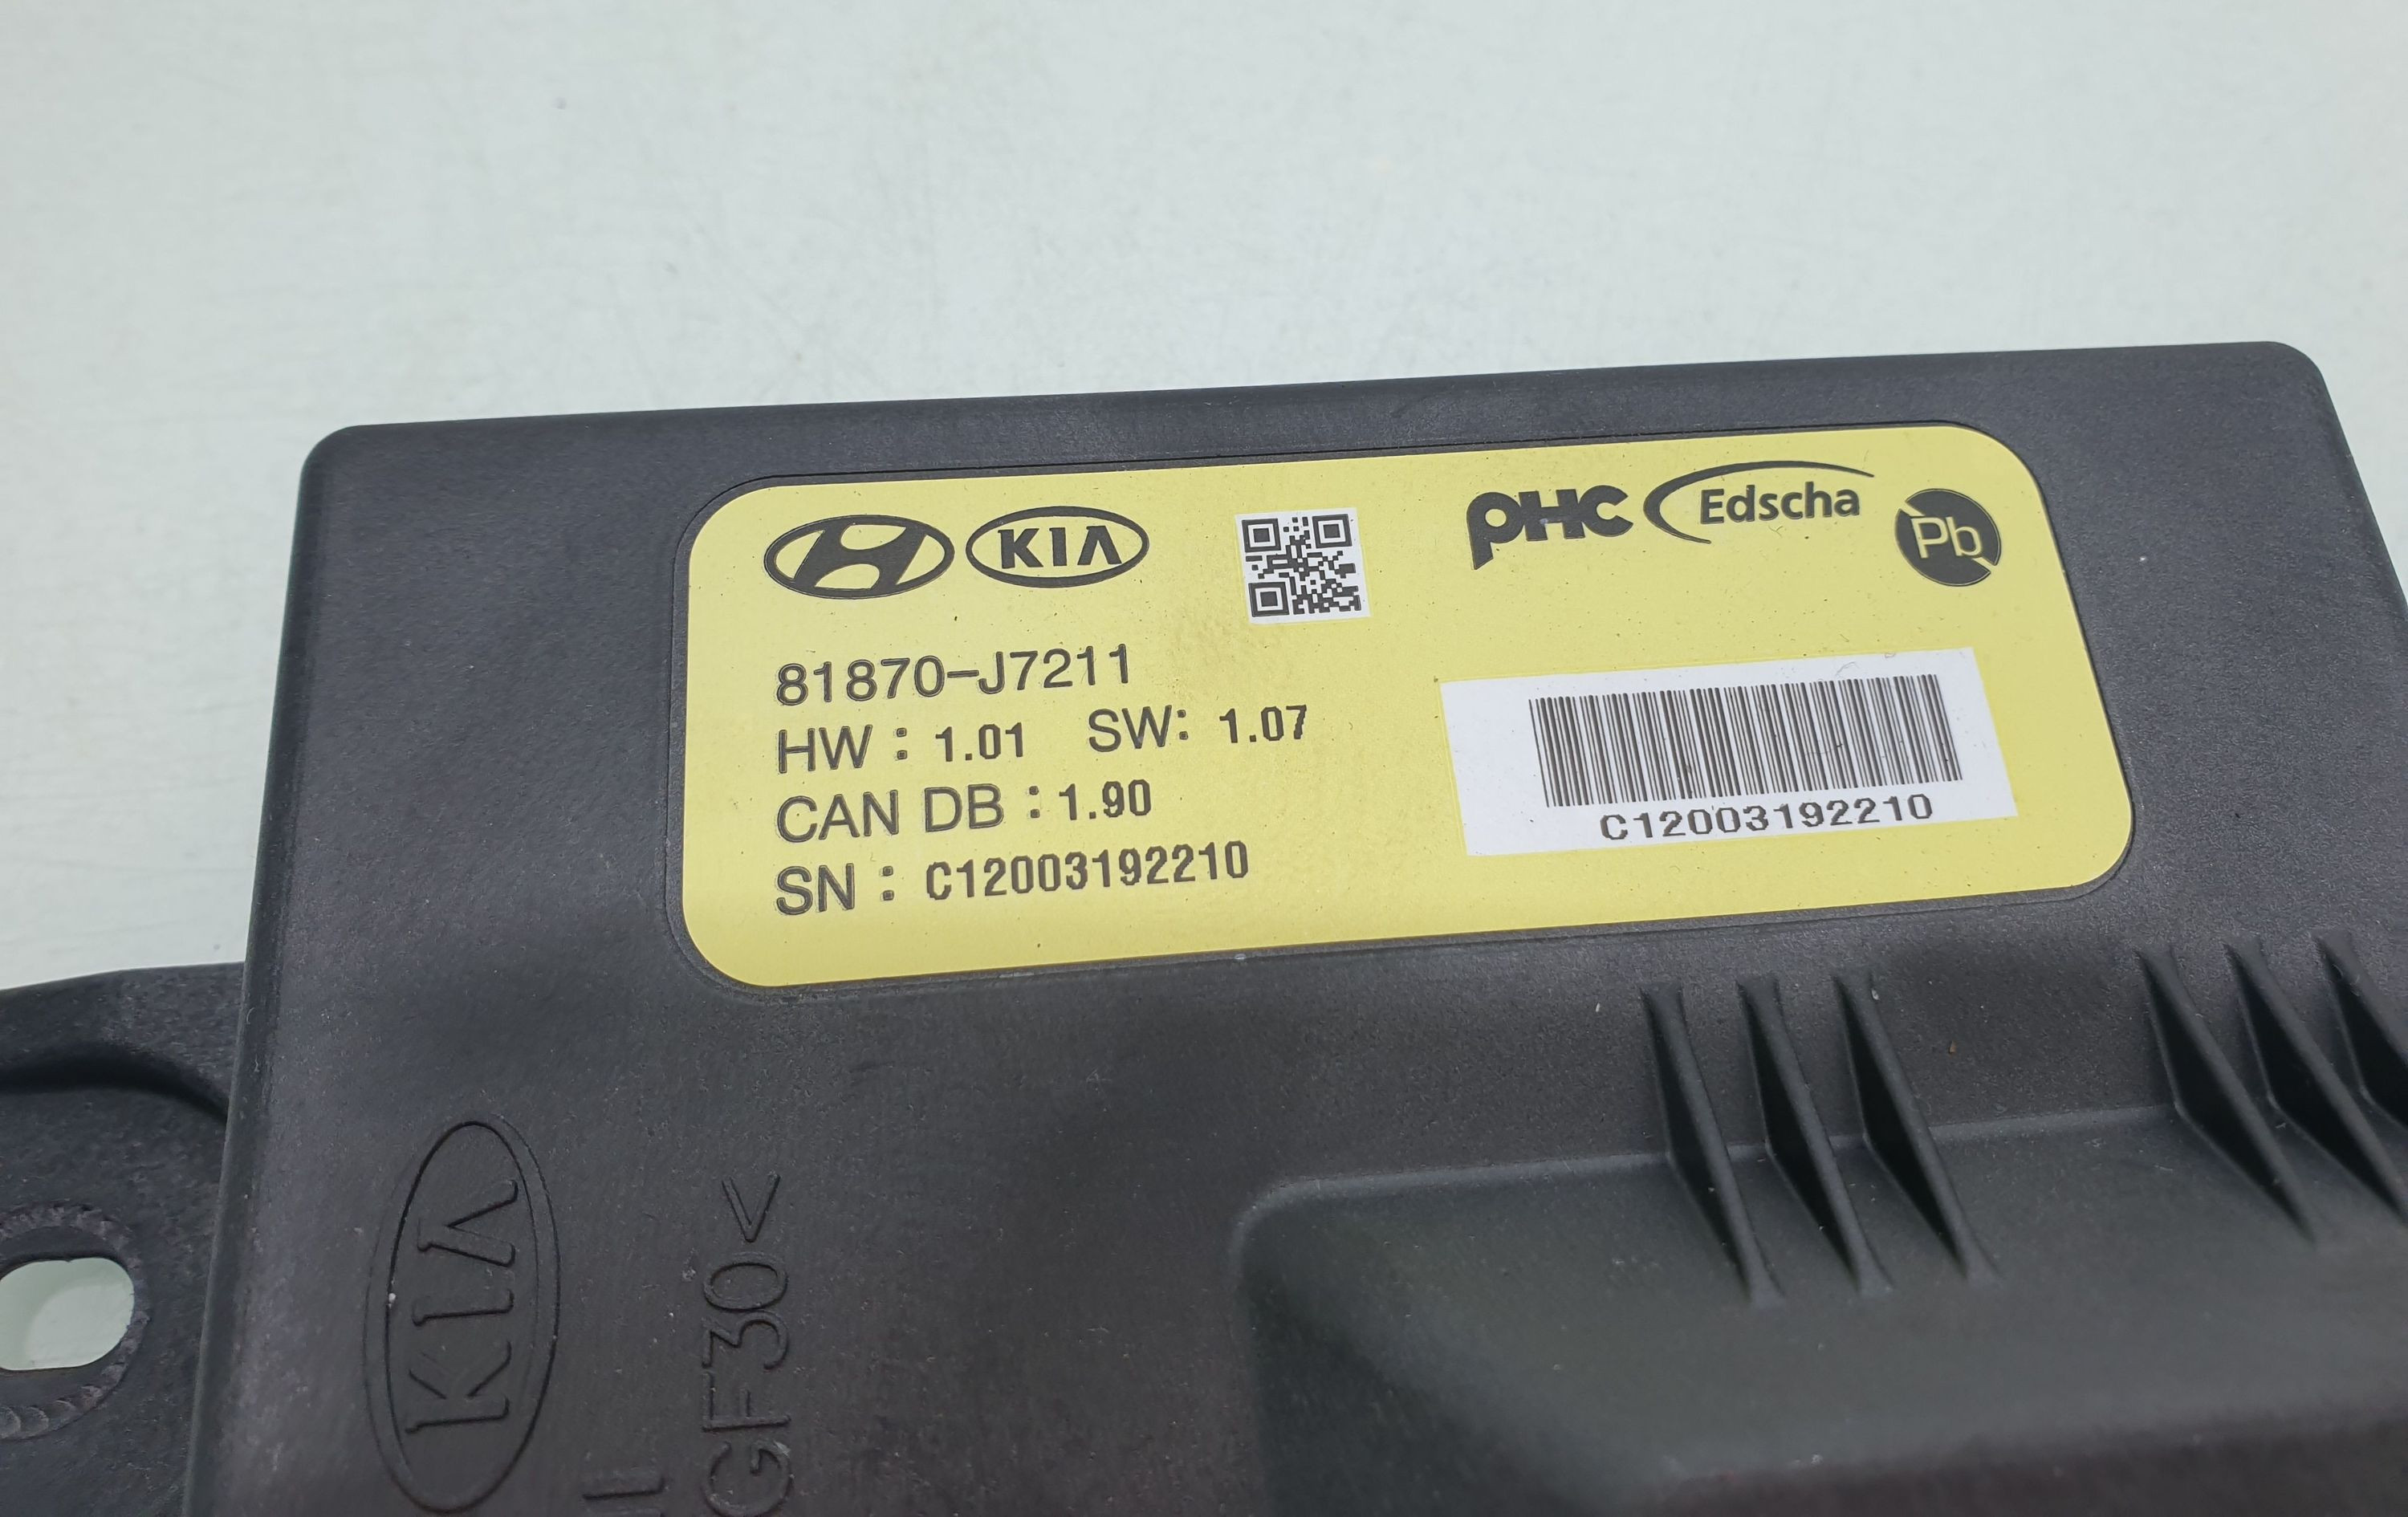 KIA
PHC Edscha
Pb
81870-J7211
HW : 1.01 SW: 1.07
CAN DB : 1.90
SN : C12003192210
C12003192210
KIA
GF30<